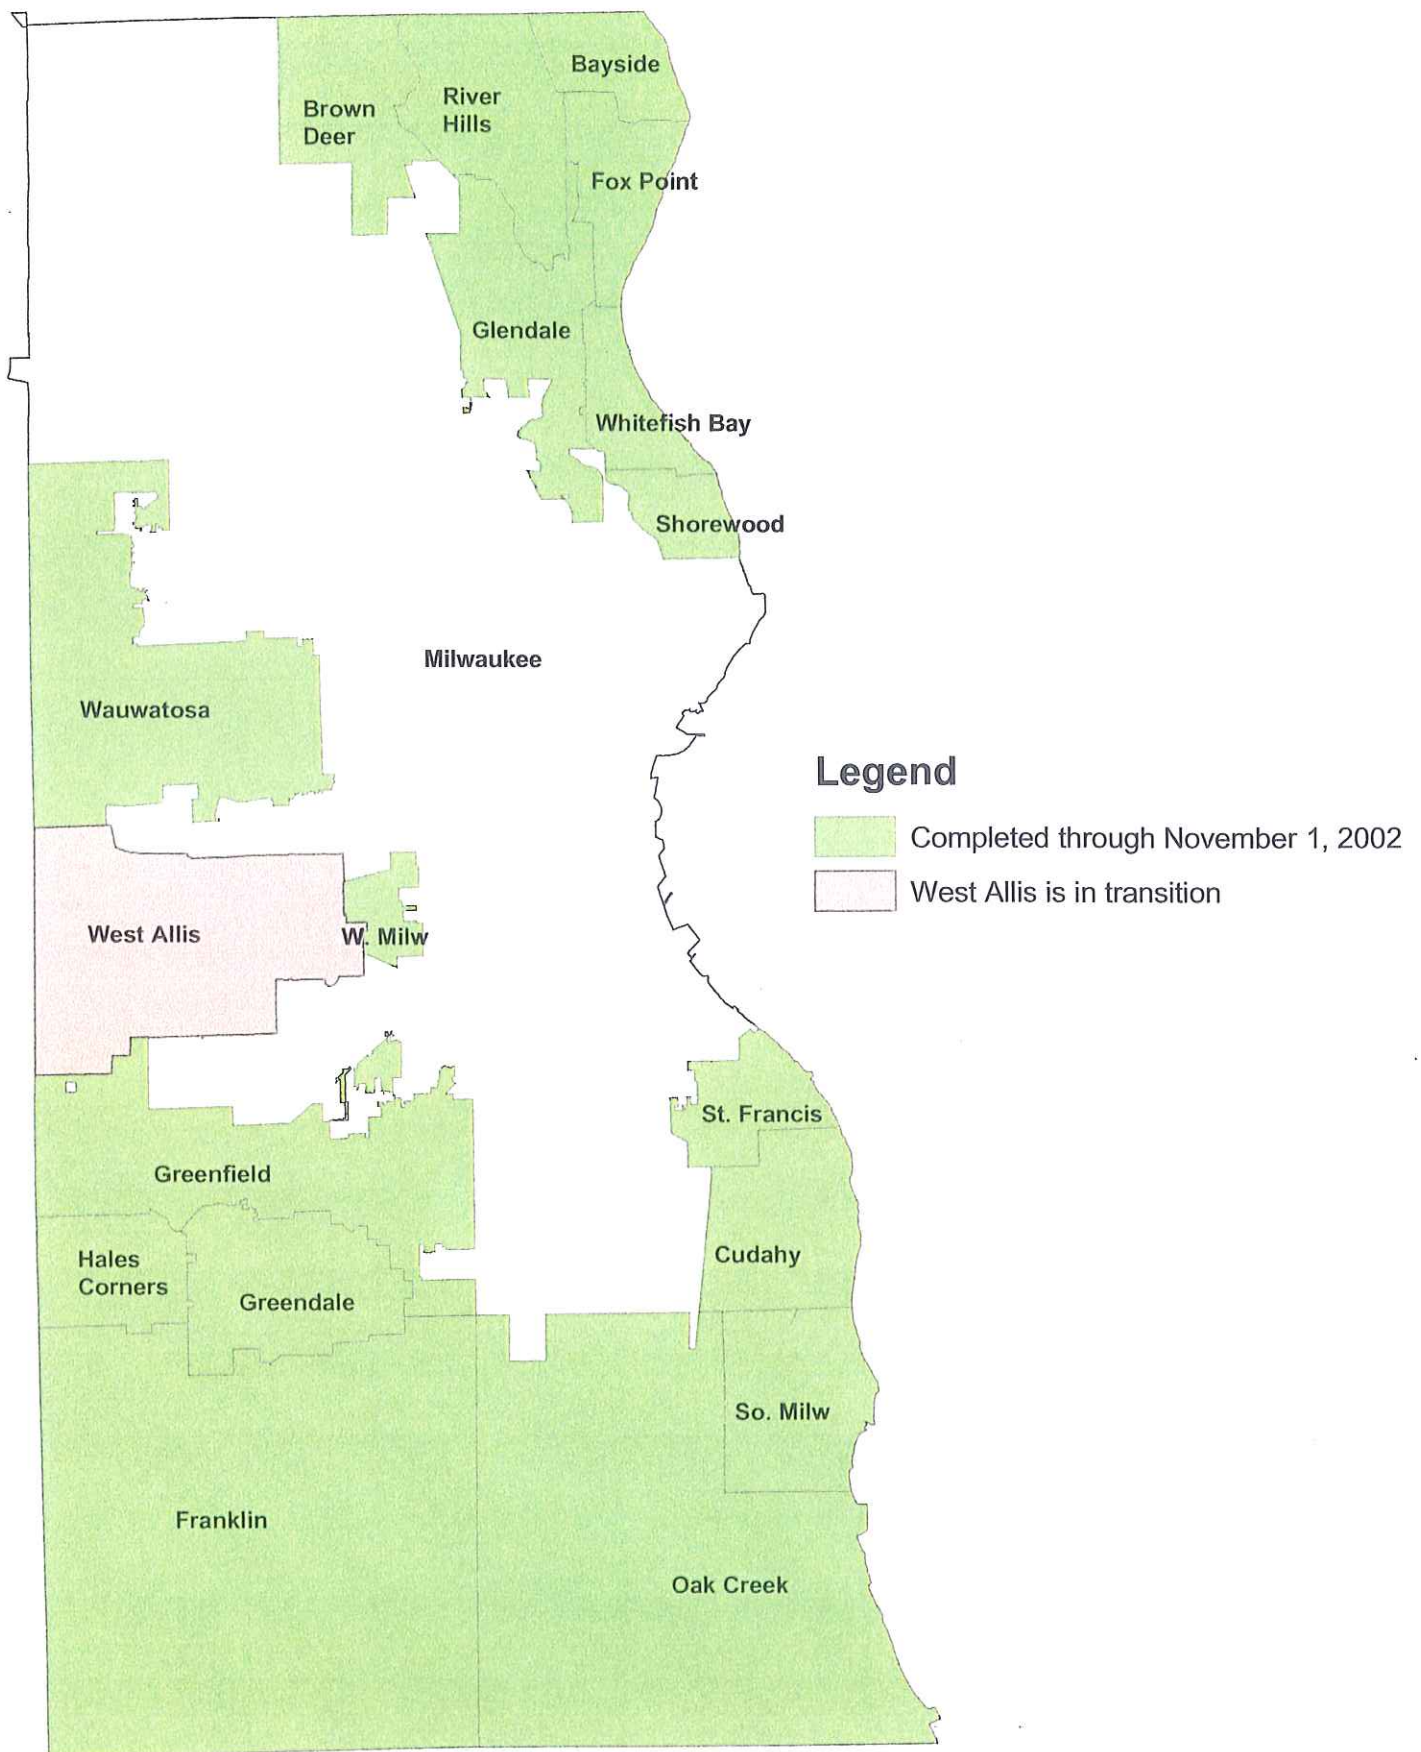 Bayside
River
Hills
Brown
Deer
Fox Point
Glendale
Whitefish Bay
Shorewood
Milwaukee
Wauwatosa
Legend
Completed through November 1, 2002
West Allis is in transition
West Allis
W. Milw
St. Francis
Greenfield
Hales
Corners
Cudahy
Greendale
So. Milw
Franklin
Oak Creek